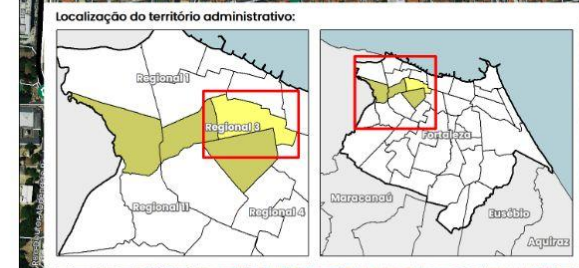 Localização do território administrativo:
Regional 1
Regional 3
Regional 11
Regional 4
Fortaleza
Maracanaú
Eusébio
Aquiraz